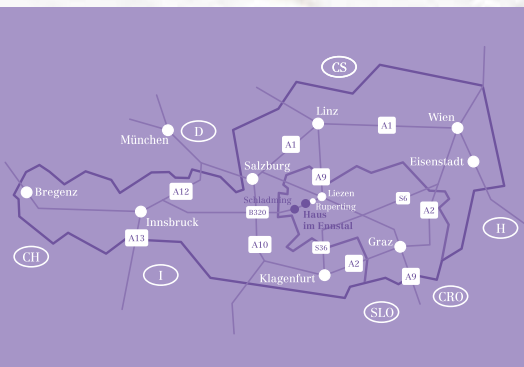 CS
Linz
A1
Wien
D
München
A1
Eisenstadt
Salzburg
A9
Bregenz
A12
Schladming
Liezen
Ruperting
S6
B320
Haus
im Ennstal
A2
Innsbruck
A13
A10
S36
Graz
H
CH
I
Klagenfurt
A2
A9
CRO
SLO